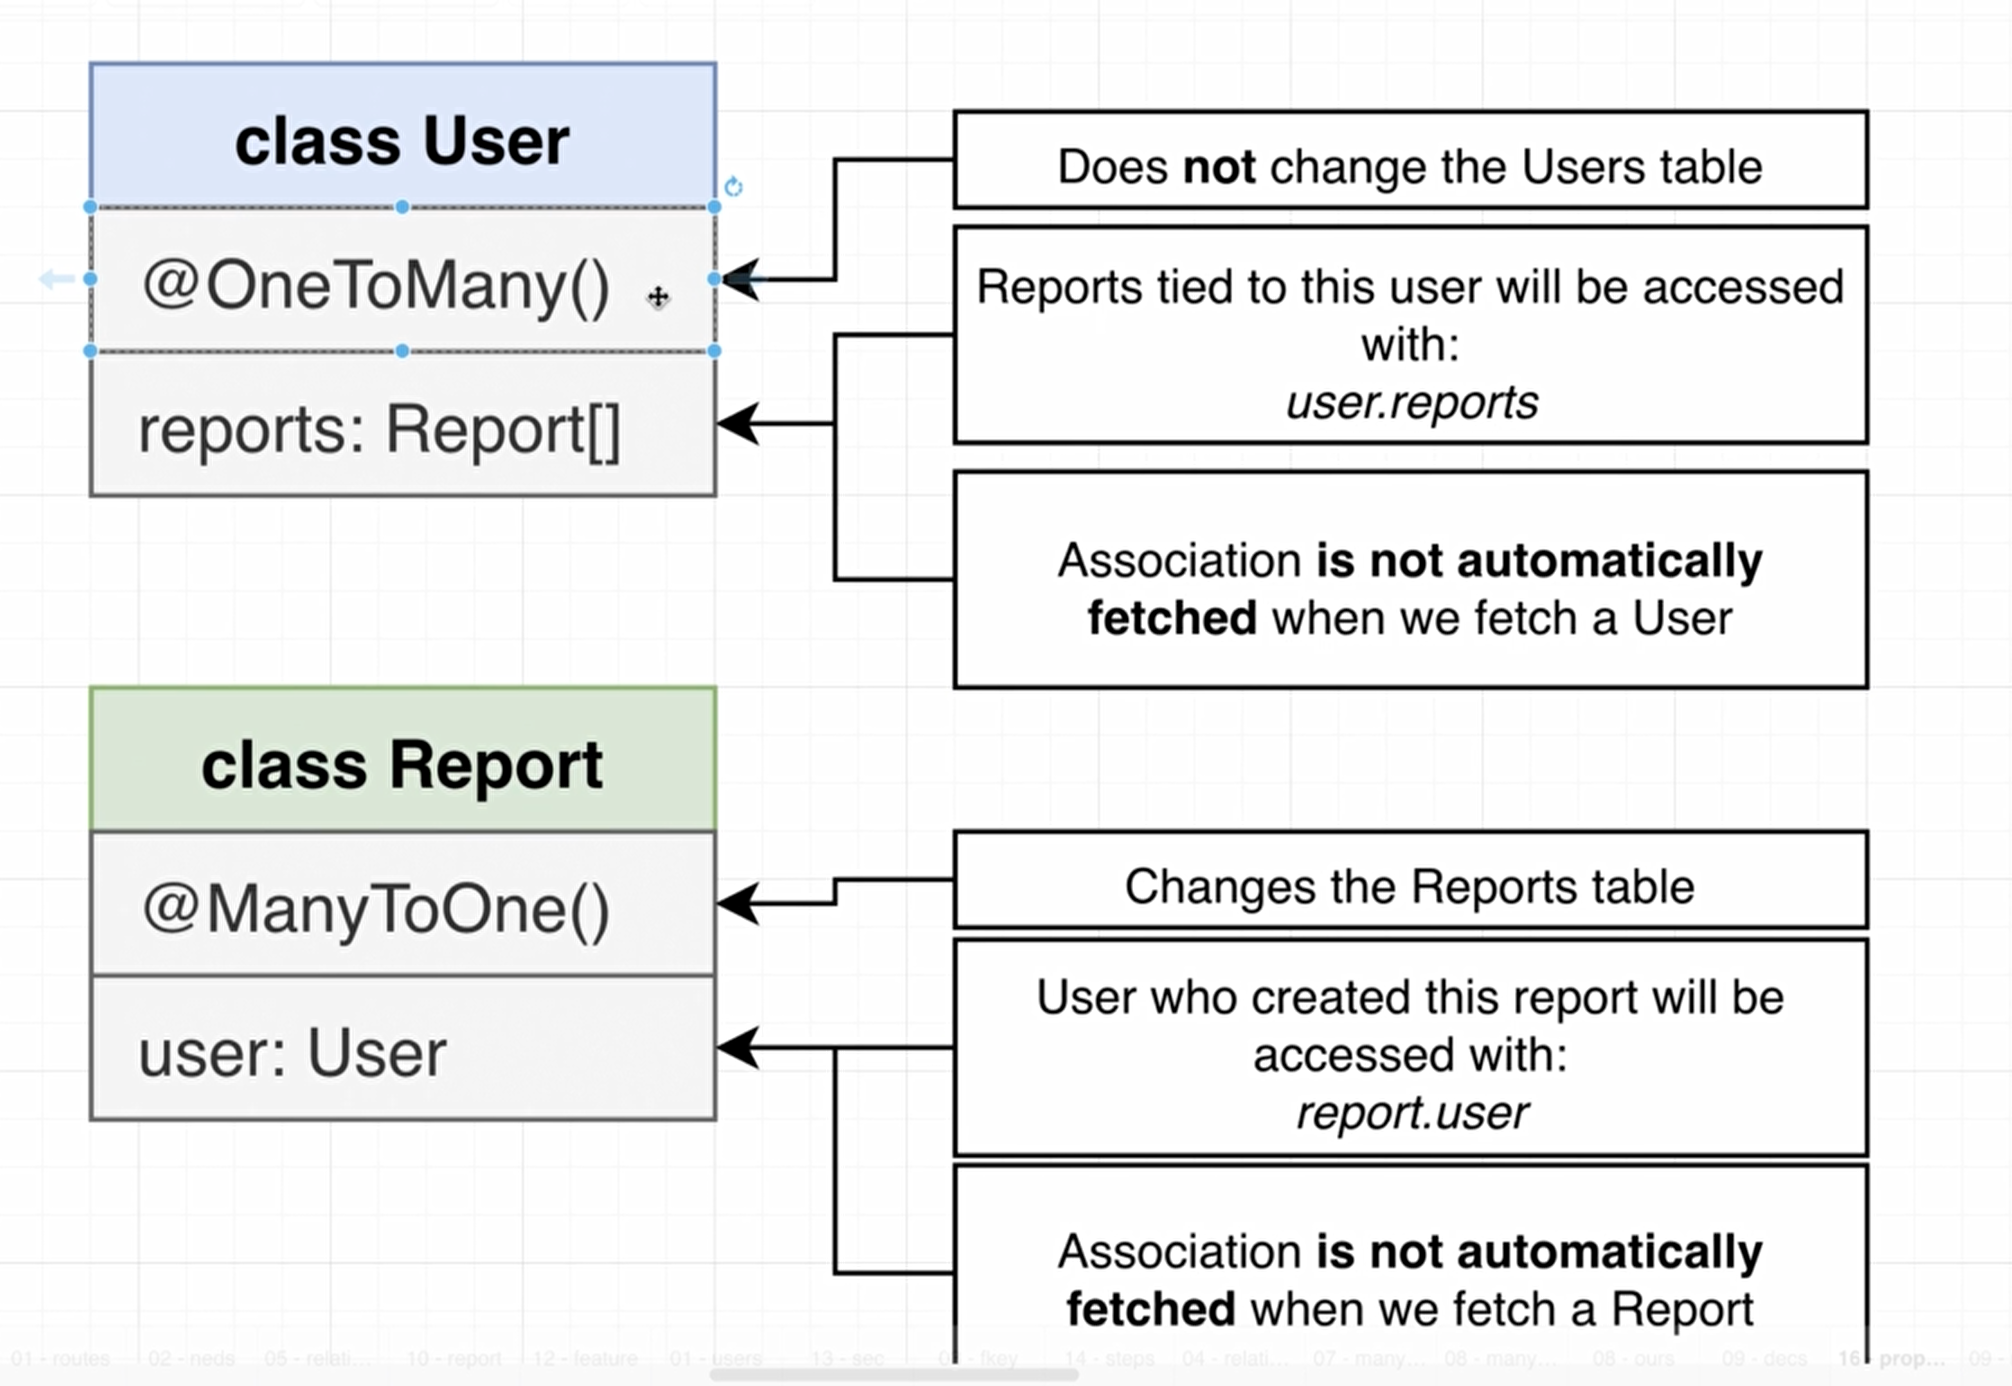 class User
@OneToMany()
reports: Report[]
Does not change the Users table
Reports tied to this user will be accessed
with:
user.reports
Association is not automatically
fetched when we fetch a User
class Report
@ManyToOne()
user: User
Changes the Reports table
User who created this report will be
accessed with:
report.user
Association is not automatically
fetched when we fetch a Report
01 - routes 02 - neds 05 - relati... 10 - report 12 - feature 01 - users 13 - sec - fkey 14 - steps 04 - relati... 07 - many... 08 - many... 08 - ours 09 - decs 16 - prop... 09 -